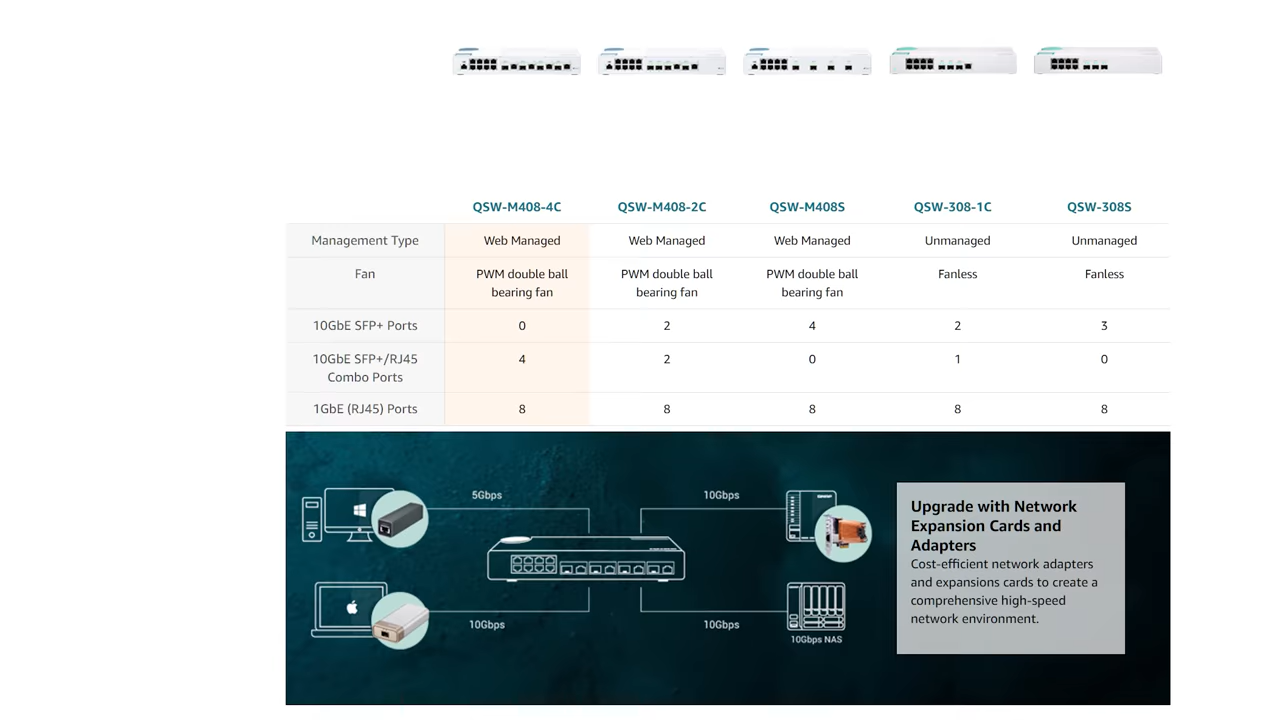 QSW-M408-4C QSW-M408-2C QSW-M408S QSW-308-1C QSW-308S
Management Type Web Managed Web Managed Web Managed Unmanaged Unmanaged
Fan PWM double ball PWM double ball PWM double ball Fanless Fanless
bearing fan bearing fan bearing fan
10GbE SFP+ Ports 0 2 4 2 3
10GbE SFP+/RJ45 4 2 0 1 0
Combo Ports
1GbE (RJ45) Ports 8 8 8 8 8
5Gbps 10Gbps
10Gbps 10Gbps
10Gbps NAS
Upgrade with Network
Expansion Cards and
Adapters
Cost-efficient network adapters
and expansions cards to create a
comprehensive high-speed
network environment.